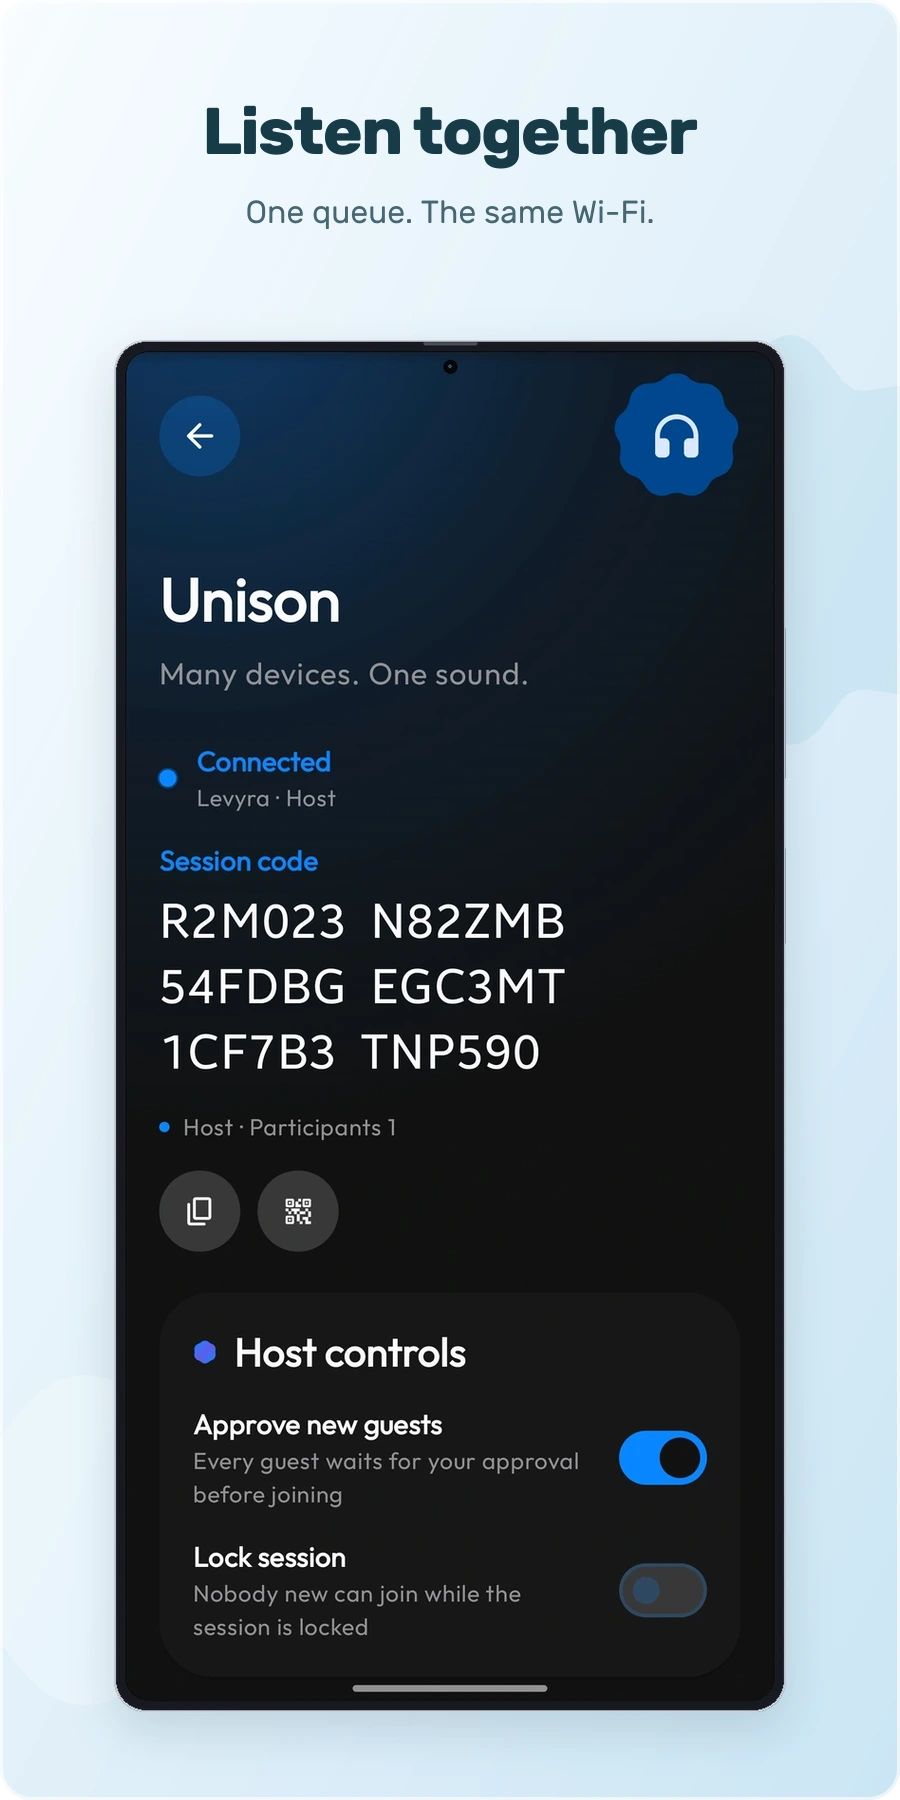 Listen together
One queue. The same Wi-Fi.
Unison
Many devices. One sound.
Connected
Levyra · Host
Session code
R2M023 N82ZMB
54FDBG EGC3MT
1CF7B3 TNP590
Host · Participants 1
Host controls
Approve new guests
Every guest waits for your approval
before joining
Lock session
Nobody new can join while the
session is locked